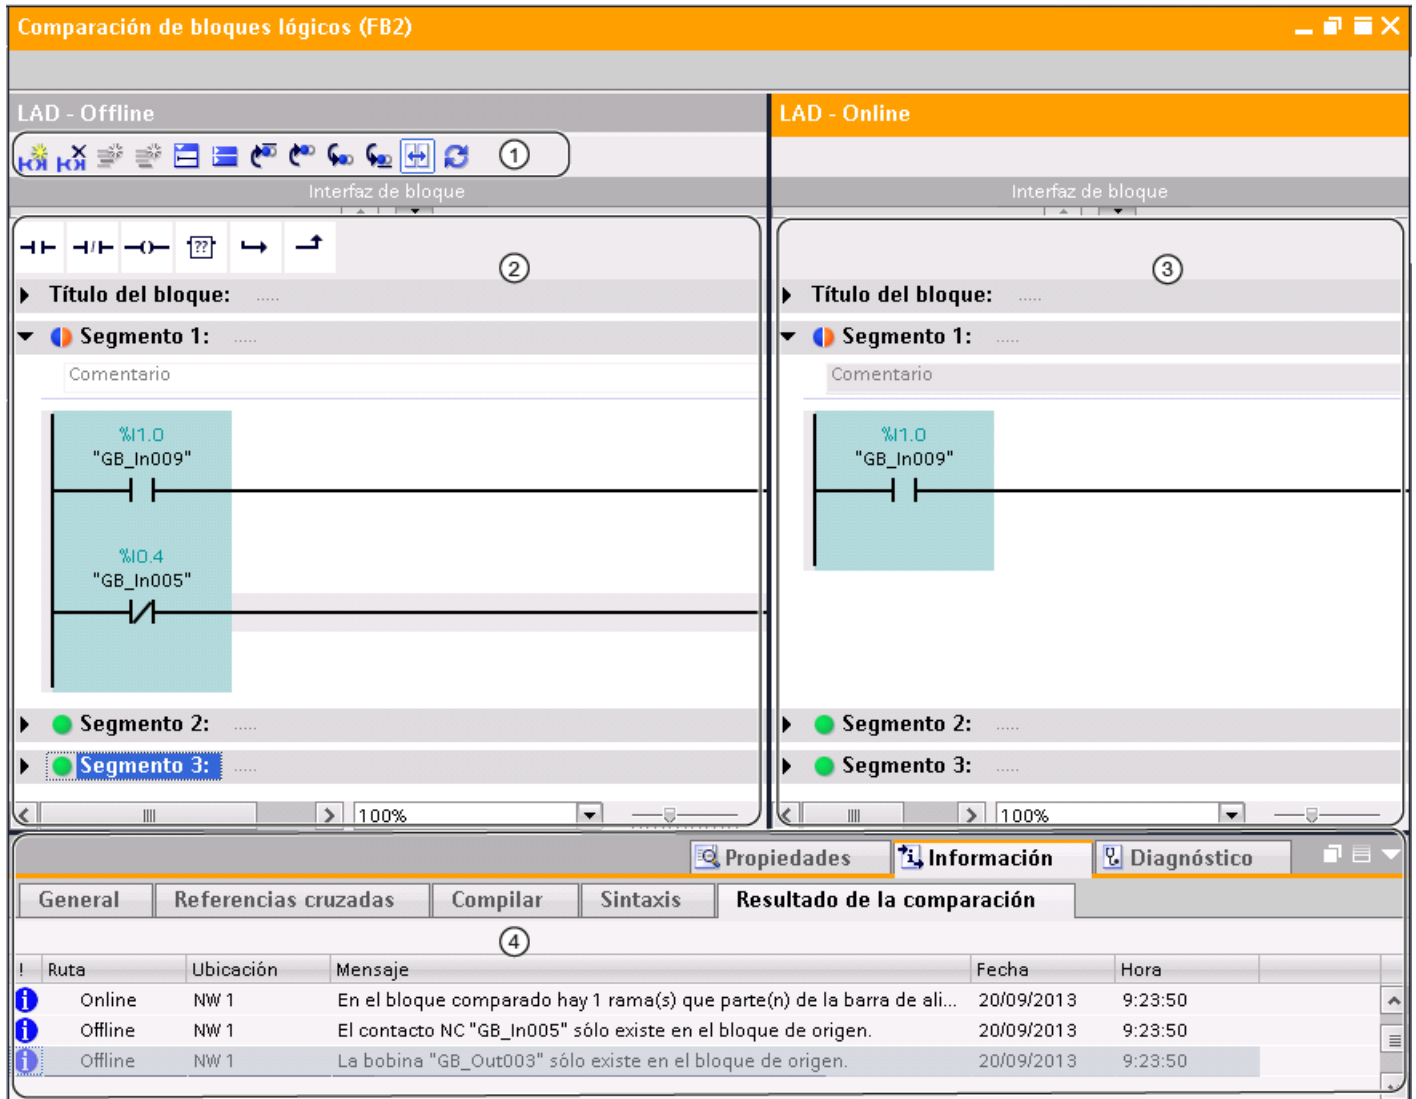 Comparación de bloques lógicos (FB2)
LAD - Offline
LAD - Online
1
Interfaz de bloque
Interfaz de bloque
??
2
3
Título del bloque: .....
Título del bloque: .....
Segmento 1: .....
Segmento 1: .....
Comentario
Comentario
%I1.0
"GB_In009"
%I1.0
"GB_In009"
%I0.4
"GB_In005"
Segmento 2: .....
Segmento 2: .....
Segmento 3: .....
Segmento 3: .....
100%
100%
Propiedades Información Diagnóstico
General Referencias cruzadas Compilar Sintaxis Resultado de la comparación
4
! Ruta Ubicación Mensaje Fecha Hora
Online NW 1 En el bloque comparado hay 1 rama(s) que parte(n) de la barra de ali... 20/09/2013 9:23:50
Offline NW 1 El contacto NC "GB_In005" sólo existe en el bloque de origen. 20/09/2013 9:23:50
Offline NW 1 La bobina "GB_Out003" sólo existe en el bloque de origen. 20/09/2013 9:23:50